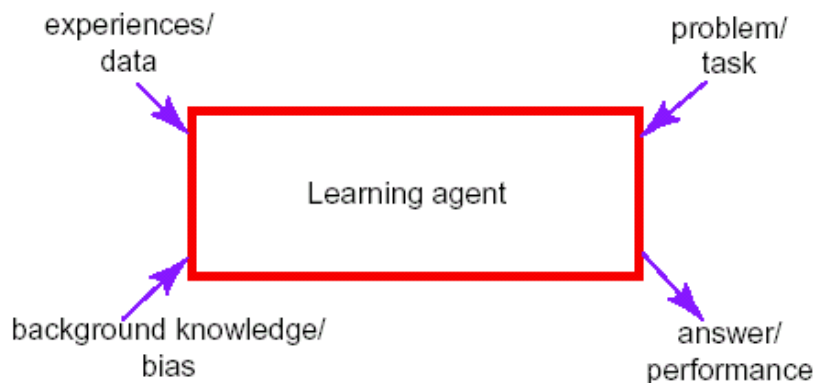 experiences/
data
problem/
task
Learning agent
background knowledge/
bias
answer/
performance